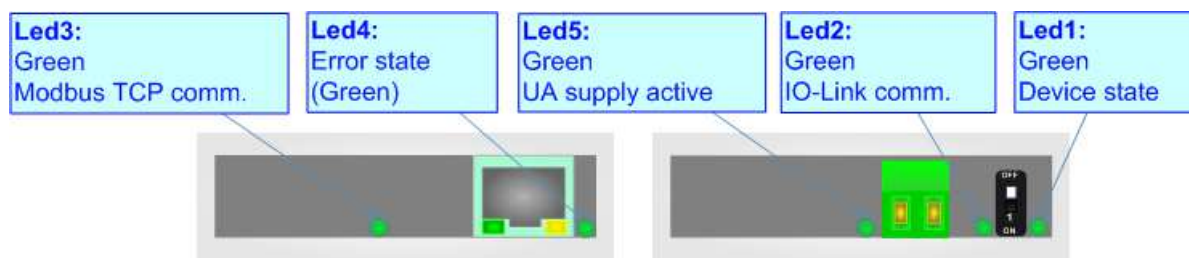 Led3:
Green
Modbus TCP comm.
Led4:
Error state
(Green)
Led5:
Green
UA supply active
Led2:
Green
IO-Link comm.
Led1:
Green
Device state
OFF
1
ON